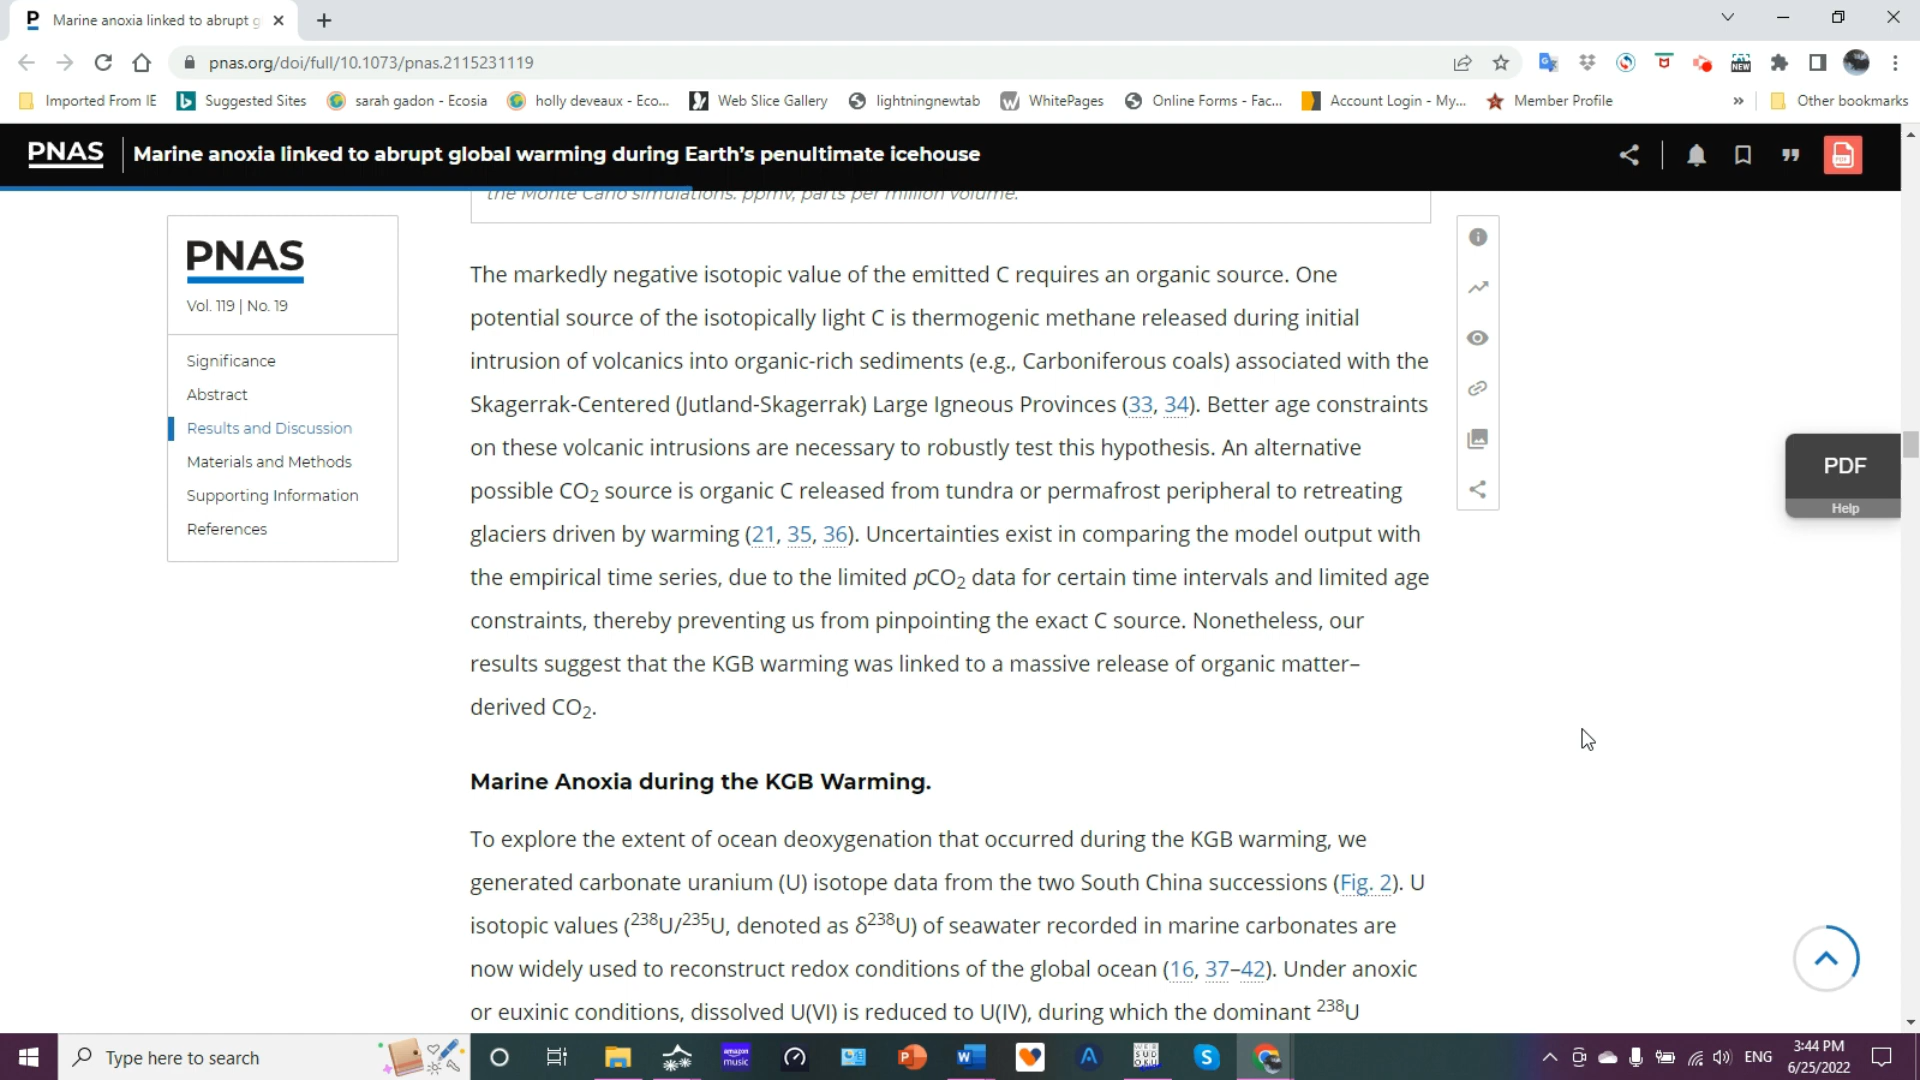 Marine anoxia linked to abrupt g
pnas.org/doi/full/10.1073/pnas.2115231119
Imported From IE
Suggested Sites
sarah gadon - Ecosia
holly deveaux - Eco...
Web Slice Gallery
lightningnewtab
WhitePages
Online Forms - Fac...
Account Login - My...
Member Profile
»
Other bookmarks
PNAS
Marine anoxia linked to abrupt global warming during Earth's penultimate icehouse
PDF
the Monte Carlo simulations. ppmv, parts per million volume.
PNAS
Vol. 119 | No. 19
Significance
Abstract
Results and Discussion
Materials and Methods
Supporting Information
References
The markedly negative isotopic value of the emitted C requires an organic source. One
potential source of the isotopically light C is thermogenic methane released during initial
intrusion of volcanics into organic-rich sediments (e.g., Carboniferous coals) associated with the
Skagerrak-Centered (Jutland-Skagerrak) Large Igneous Provinces (33, 34). Better age constraints
on these volcanic intrusions are necessary to robustly test this hypothesis. An alternative
possible CO₂ source is organic C released from tundra or permafrost peripheral to retreating
glaciers driven by warming (21, 35, 36). Uncertainties exist in comparing the model output with
the empirical time series, due to the limited pCO₂ data for certain time intervals and limited age
constraints, thereby preventing us from pinpointing the exact C source. Nonetheless, our
results suggest that the KGB warming was linked to a massive release of organic matter–
derived CO₂.
Marine Anoxia during the KGB Warming.
To explore the extent of ocean deoxygenation that occurred during the KGB warming, we
generated carbonate uranium (U) isotope data from the two South China successions (Fig. 2). U
isotopic values (²³⁸U/²³⁵U, denoted as δ²³⁸U) of seawater recorded in marine carbonates are
now widely used to reconstruct redox conditions of the global ocean (16, 37–42). Under anoxic
or euxinic conditions, dissolved U(VI) is reduced to U(IV), during which the dominant ²³⁸U
PDF
Help
Type here to search
amazon music
WEB SUDOKU
ENG
3:44 PM
6/25/2022